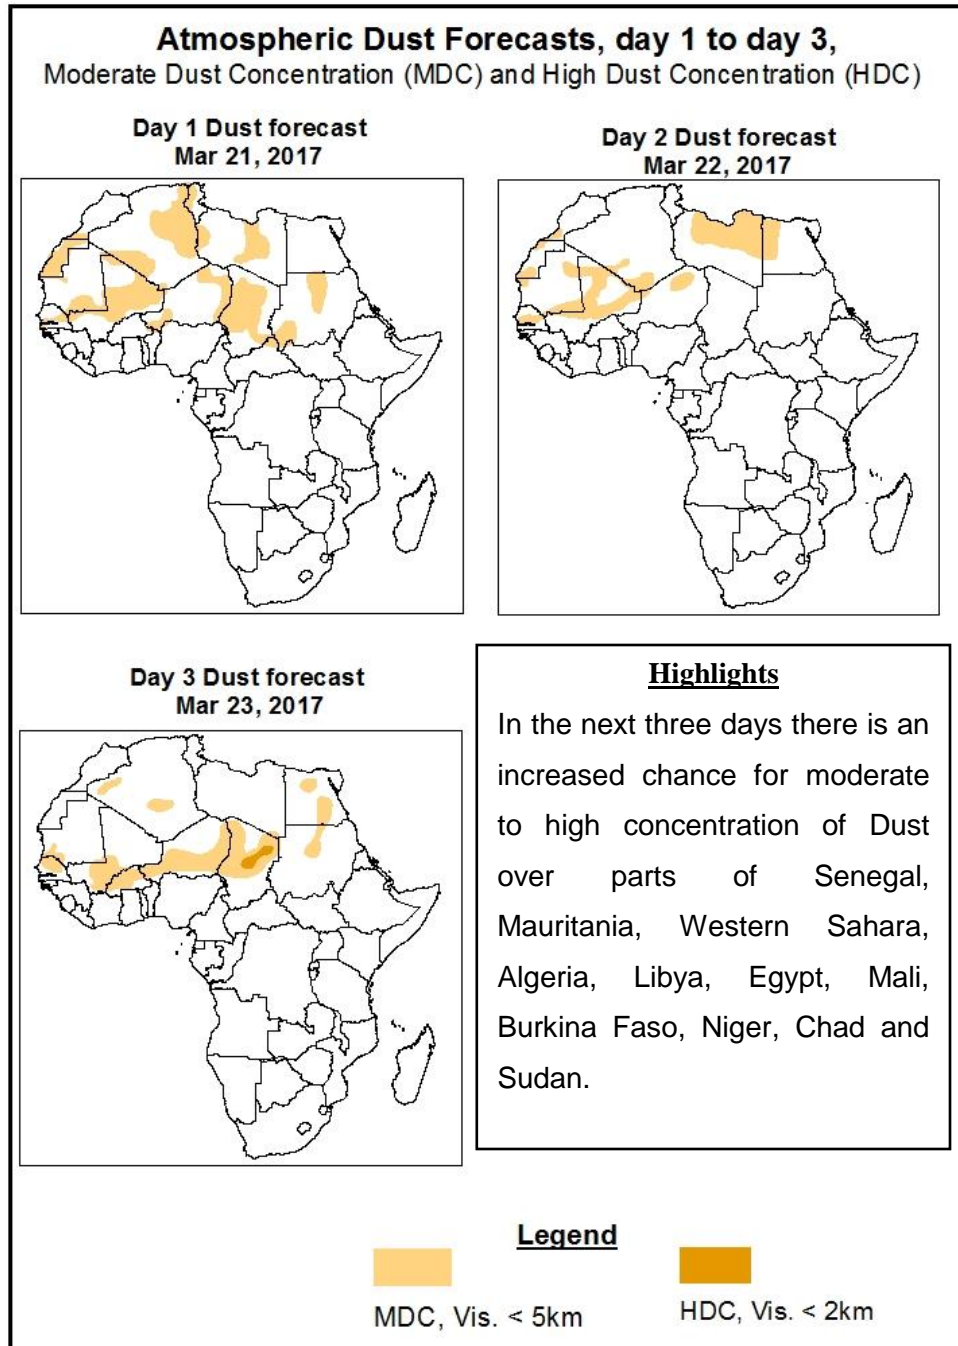 Atmospheric Dust Forecasts, day 1 to day 3,
Moderate Dust Concentration (MDC) and High Dust Concentration (HDC)
Day 1 Dust forecast
Mar 21, 2017
Day 2 Dust forecast
Mar 22, 2017
Day 3 Dust forecast
Mar 23, 2017
Highlights
In the next three days there is an
increased chance for moderate
to high concentration of Dust
over parts of Senegal,
Mauritania, Western Sahara,
Algeria, Libya, Egypt, Mali,
Burkina Faso, Niger, Chad and
Sudan.
Legend
MDC, Vis. < 5km
HDC, Vis. < 2km